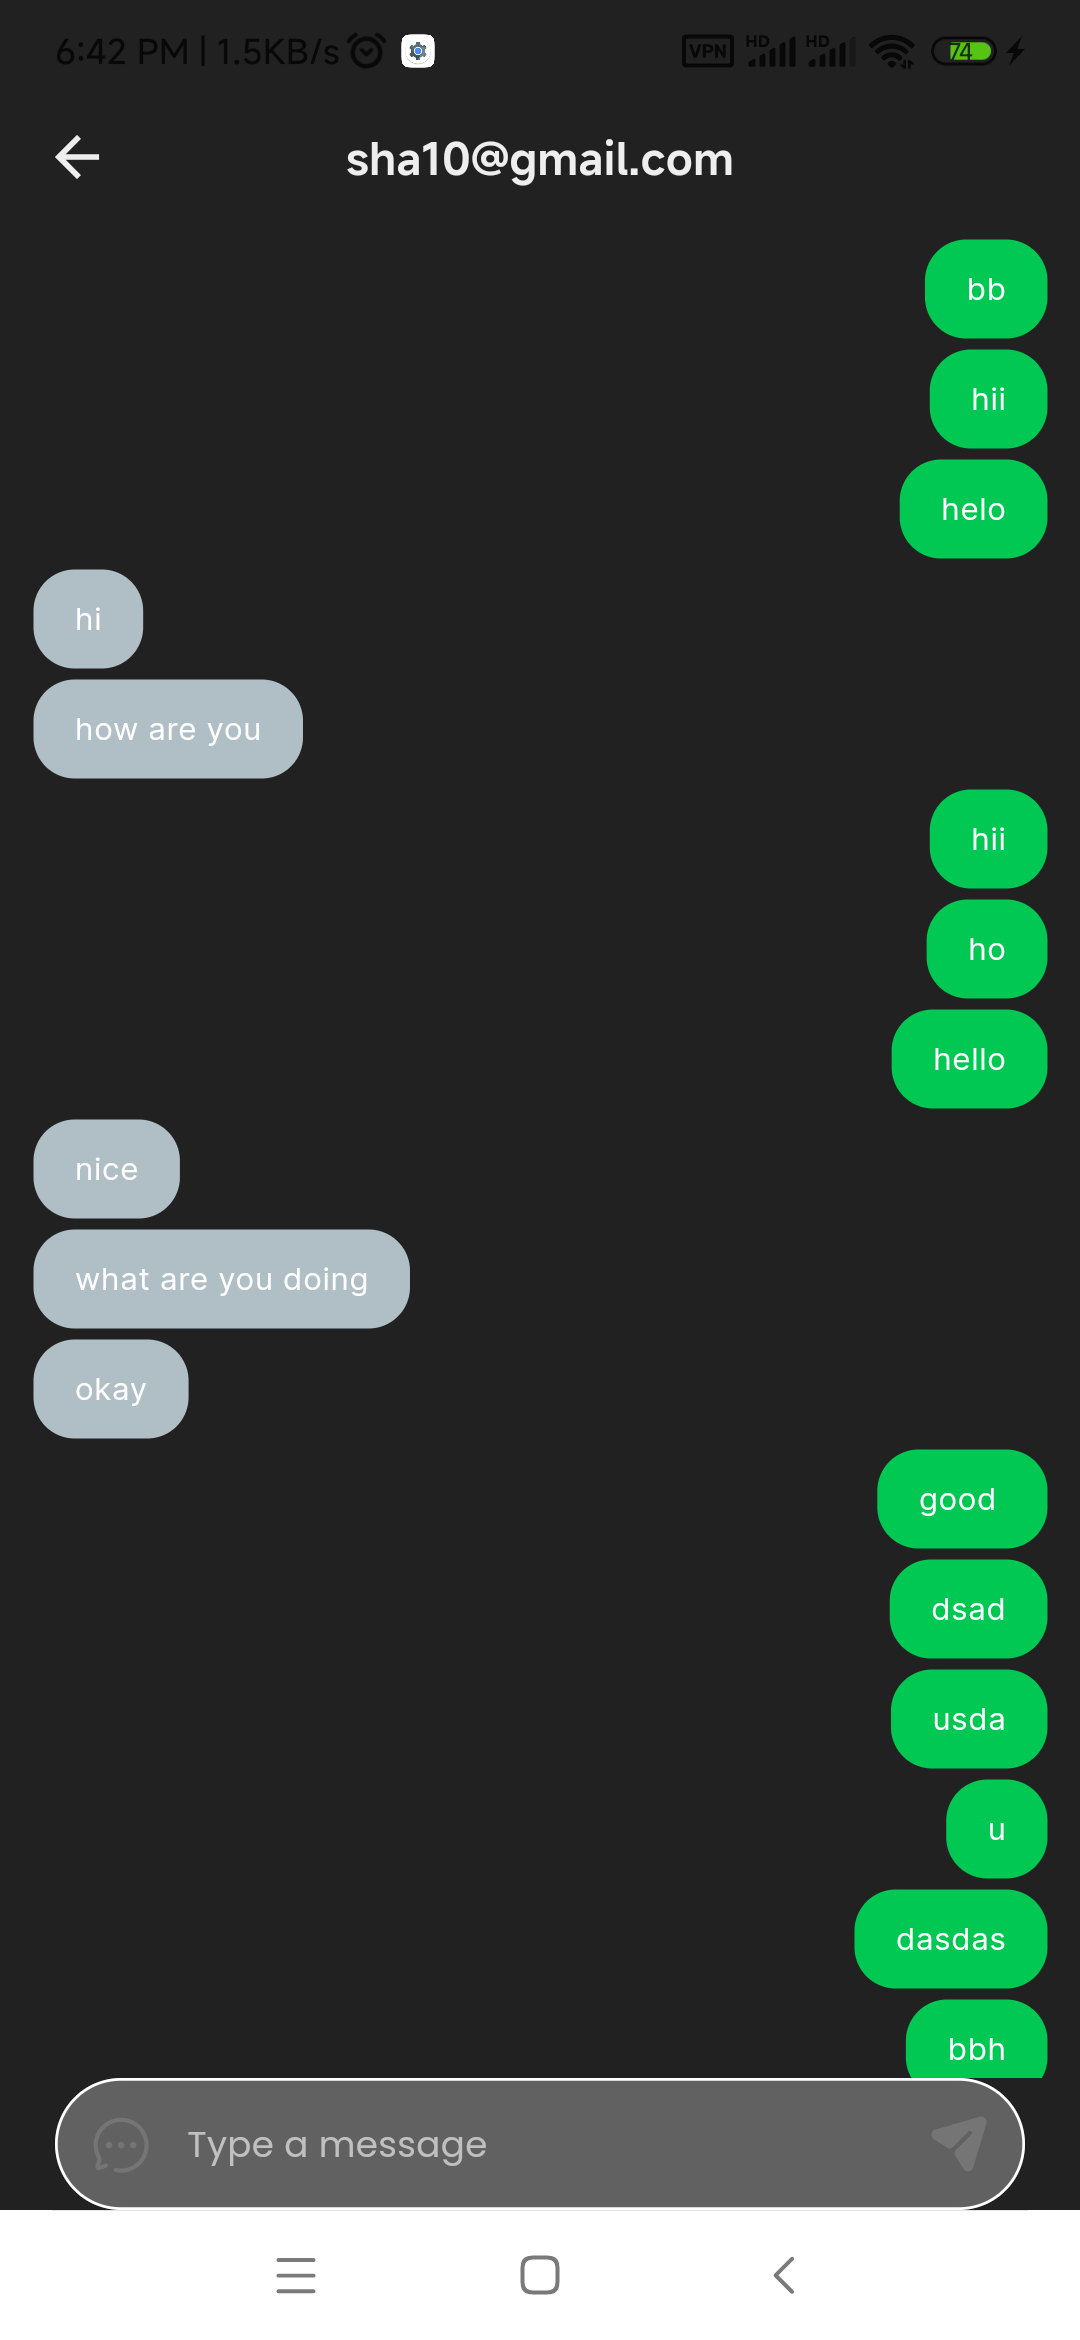 6:42 PM | 1.5KB/s
VPN HD HD 74
sha10@gmail.com
bb
hii
helo
hi
how are you
hii
ho
hello
nice
what are you doing
okay
good
dsad
usda
u
dasdas
bbh
Type a message